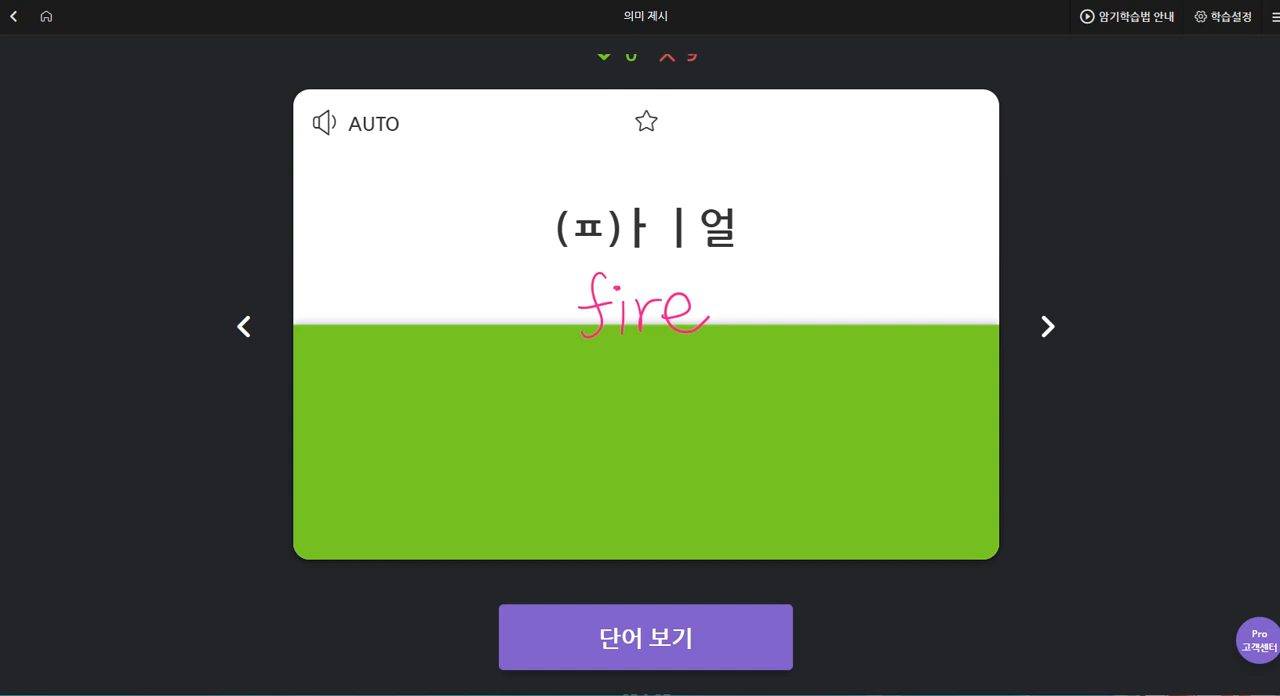 의미 제시
암기학습법 안내
학습설정
AUTO
(ㅍ)ㅏ ㅣ얼
fire
단어 보기
Pro
고객센터